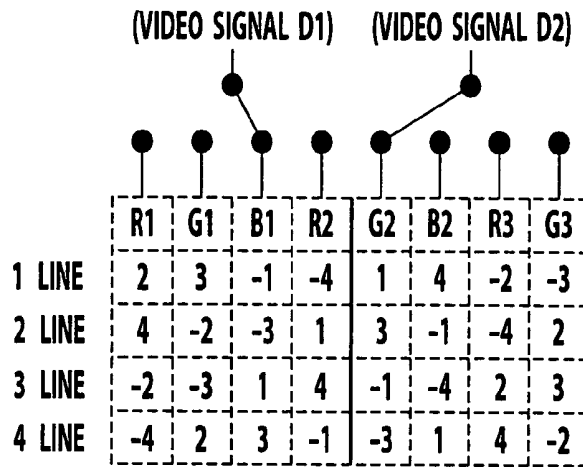 (VIDEO SIGNAL D1) (VIDEO SIGNAL D2)
R1 G1 B1 R2 G2 B2 R3 G3
1 LINE 2 3 -1 -4 1 4 -2 -3
2 LINE 4 -2 -3 1 3 -1 -4 2
3 LINE -2 -3 1 4 -1 -4 2 3
4 LINE -4 2 3 -1 -3 1 4 -2